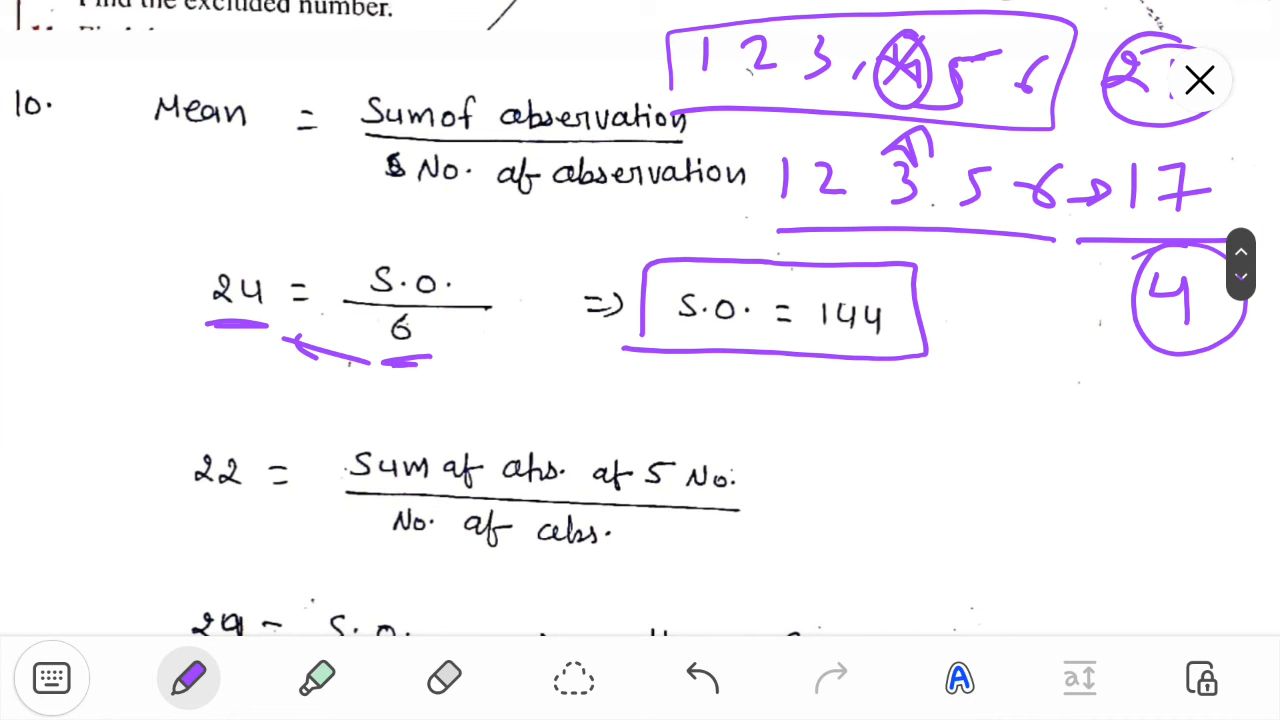 Find the excluded number.
1 2 3, 4 5 6
10. Mean = Sum of observation
No. of observation
1 2 3 5 6 → 17
24 = S.O.
6
⇒ S.O. = 144
4
22 = Sum of obs. of 5 No.
No. of obs.
S.O.